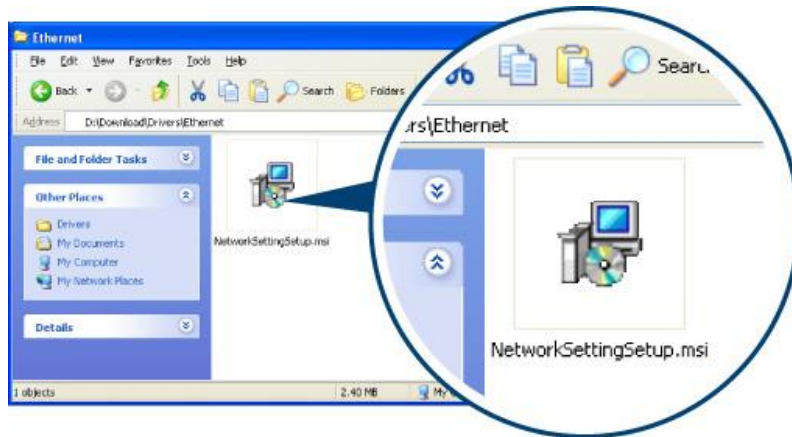 Ethernet
File Edit View Favorites Tools Help
Back Search Folders
Address D:\Download\Drivers\Ethernet
File and Folder Tasks
Other Places
Drivers
My Documents
My Computer
My Network Places
Details
NetworkSettingSetup.msi
1 objects 2.40 MB My
Searc
rs\Ethernet
NetworkSettingSetup.msi